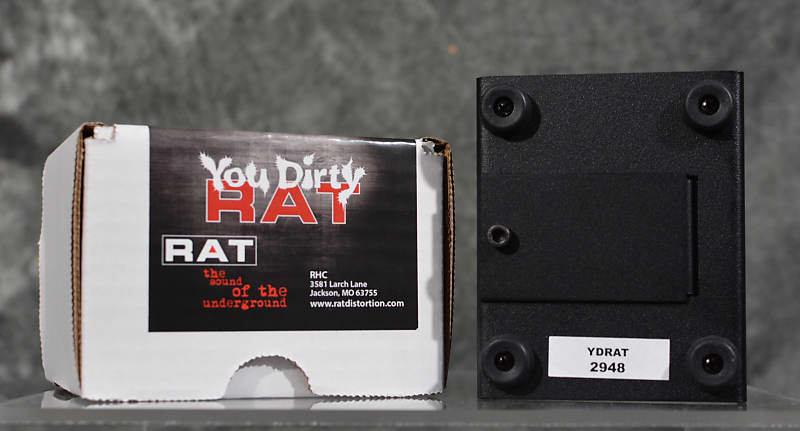 You Dirty
RAT
RAT
the
sound
of the
underground
RHC
3581 Larch Lane
Jackson, MO 63755
www.ratdistortion.com
YDRAT
2948